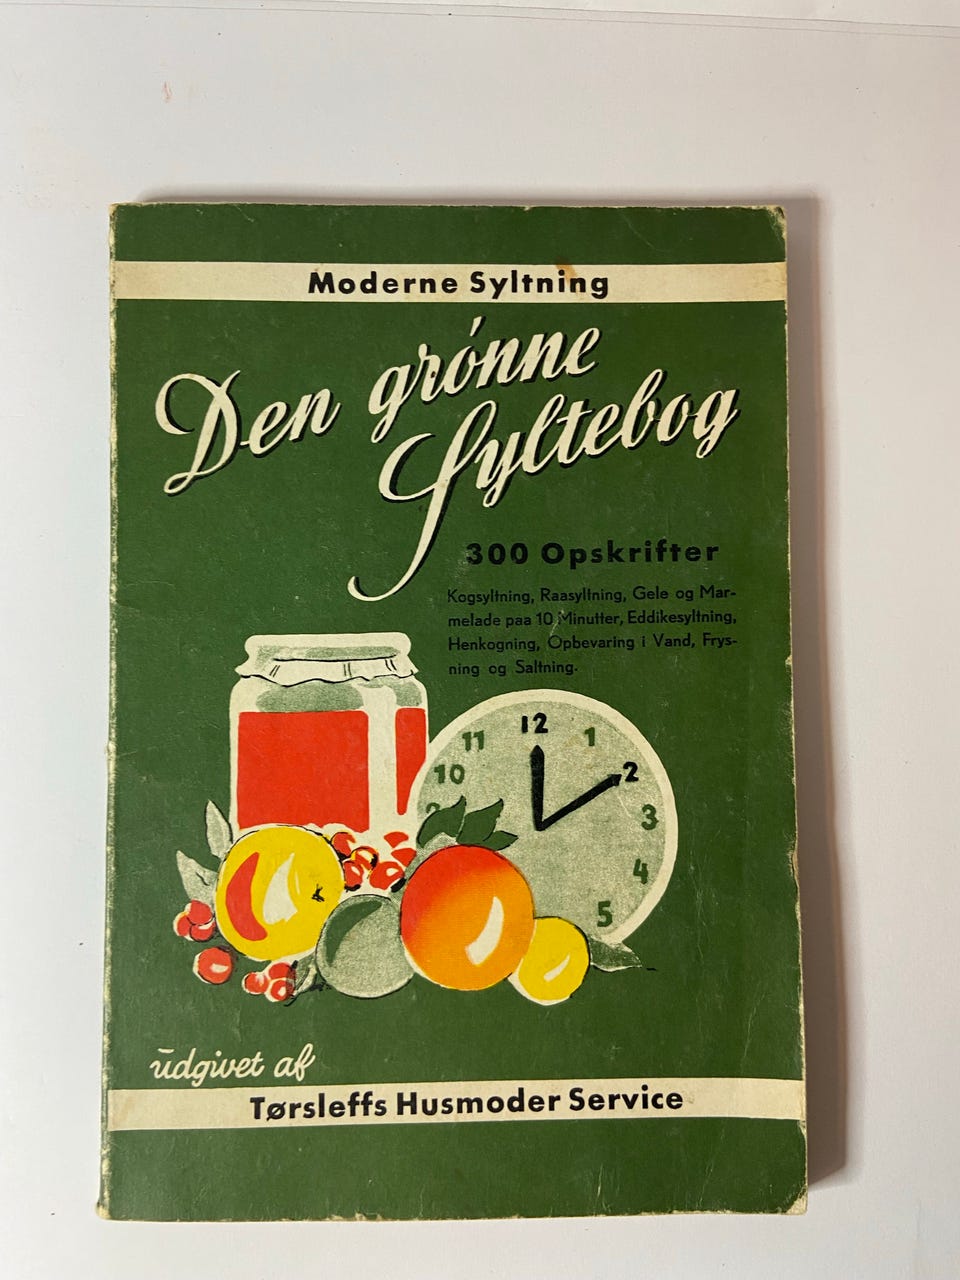 Moderne Syltning
Den grønne
Syltebog
300 Opskrifter
Kogsyltning, Raasyltning, Gele og Mar-
melade paa 10 Minutter, Eddikesyltning,
Henkogning, Opbevaring i Vand, Frys-
ning og Saltning.
11 12 1
10 2
9 3
4
5
udgivet af
Tørsleffs Husmoder Service